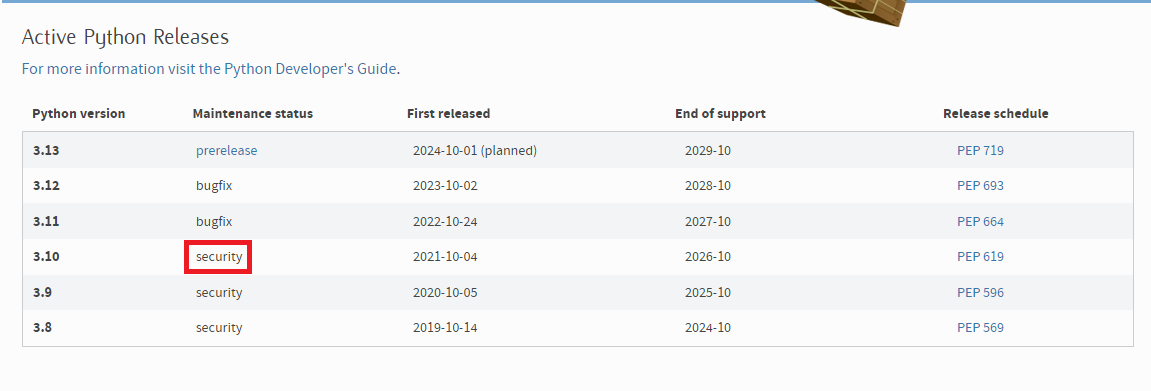 Active Python Releases
For more information visit the Python Developer's Guide.
Python version Maintenance status First released End of support Release schedule
3.13 prerelease 2024-10-01 (planned) 2029-10 PEP 719
3.12 bugfix 2023-10-02 2028-10 PEP 693
3.11 bugfix 2022-10-24 2027-10 PEP 664
3.10 security 2021-10-04 2026-10 PEP 619
3.9 security 2020-10-05 2025-10 PEP 596
3.8 security 2019-10-14 2024-10 PEP 569